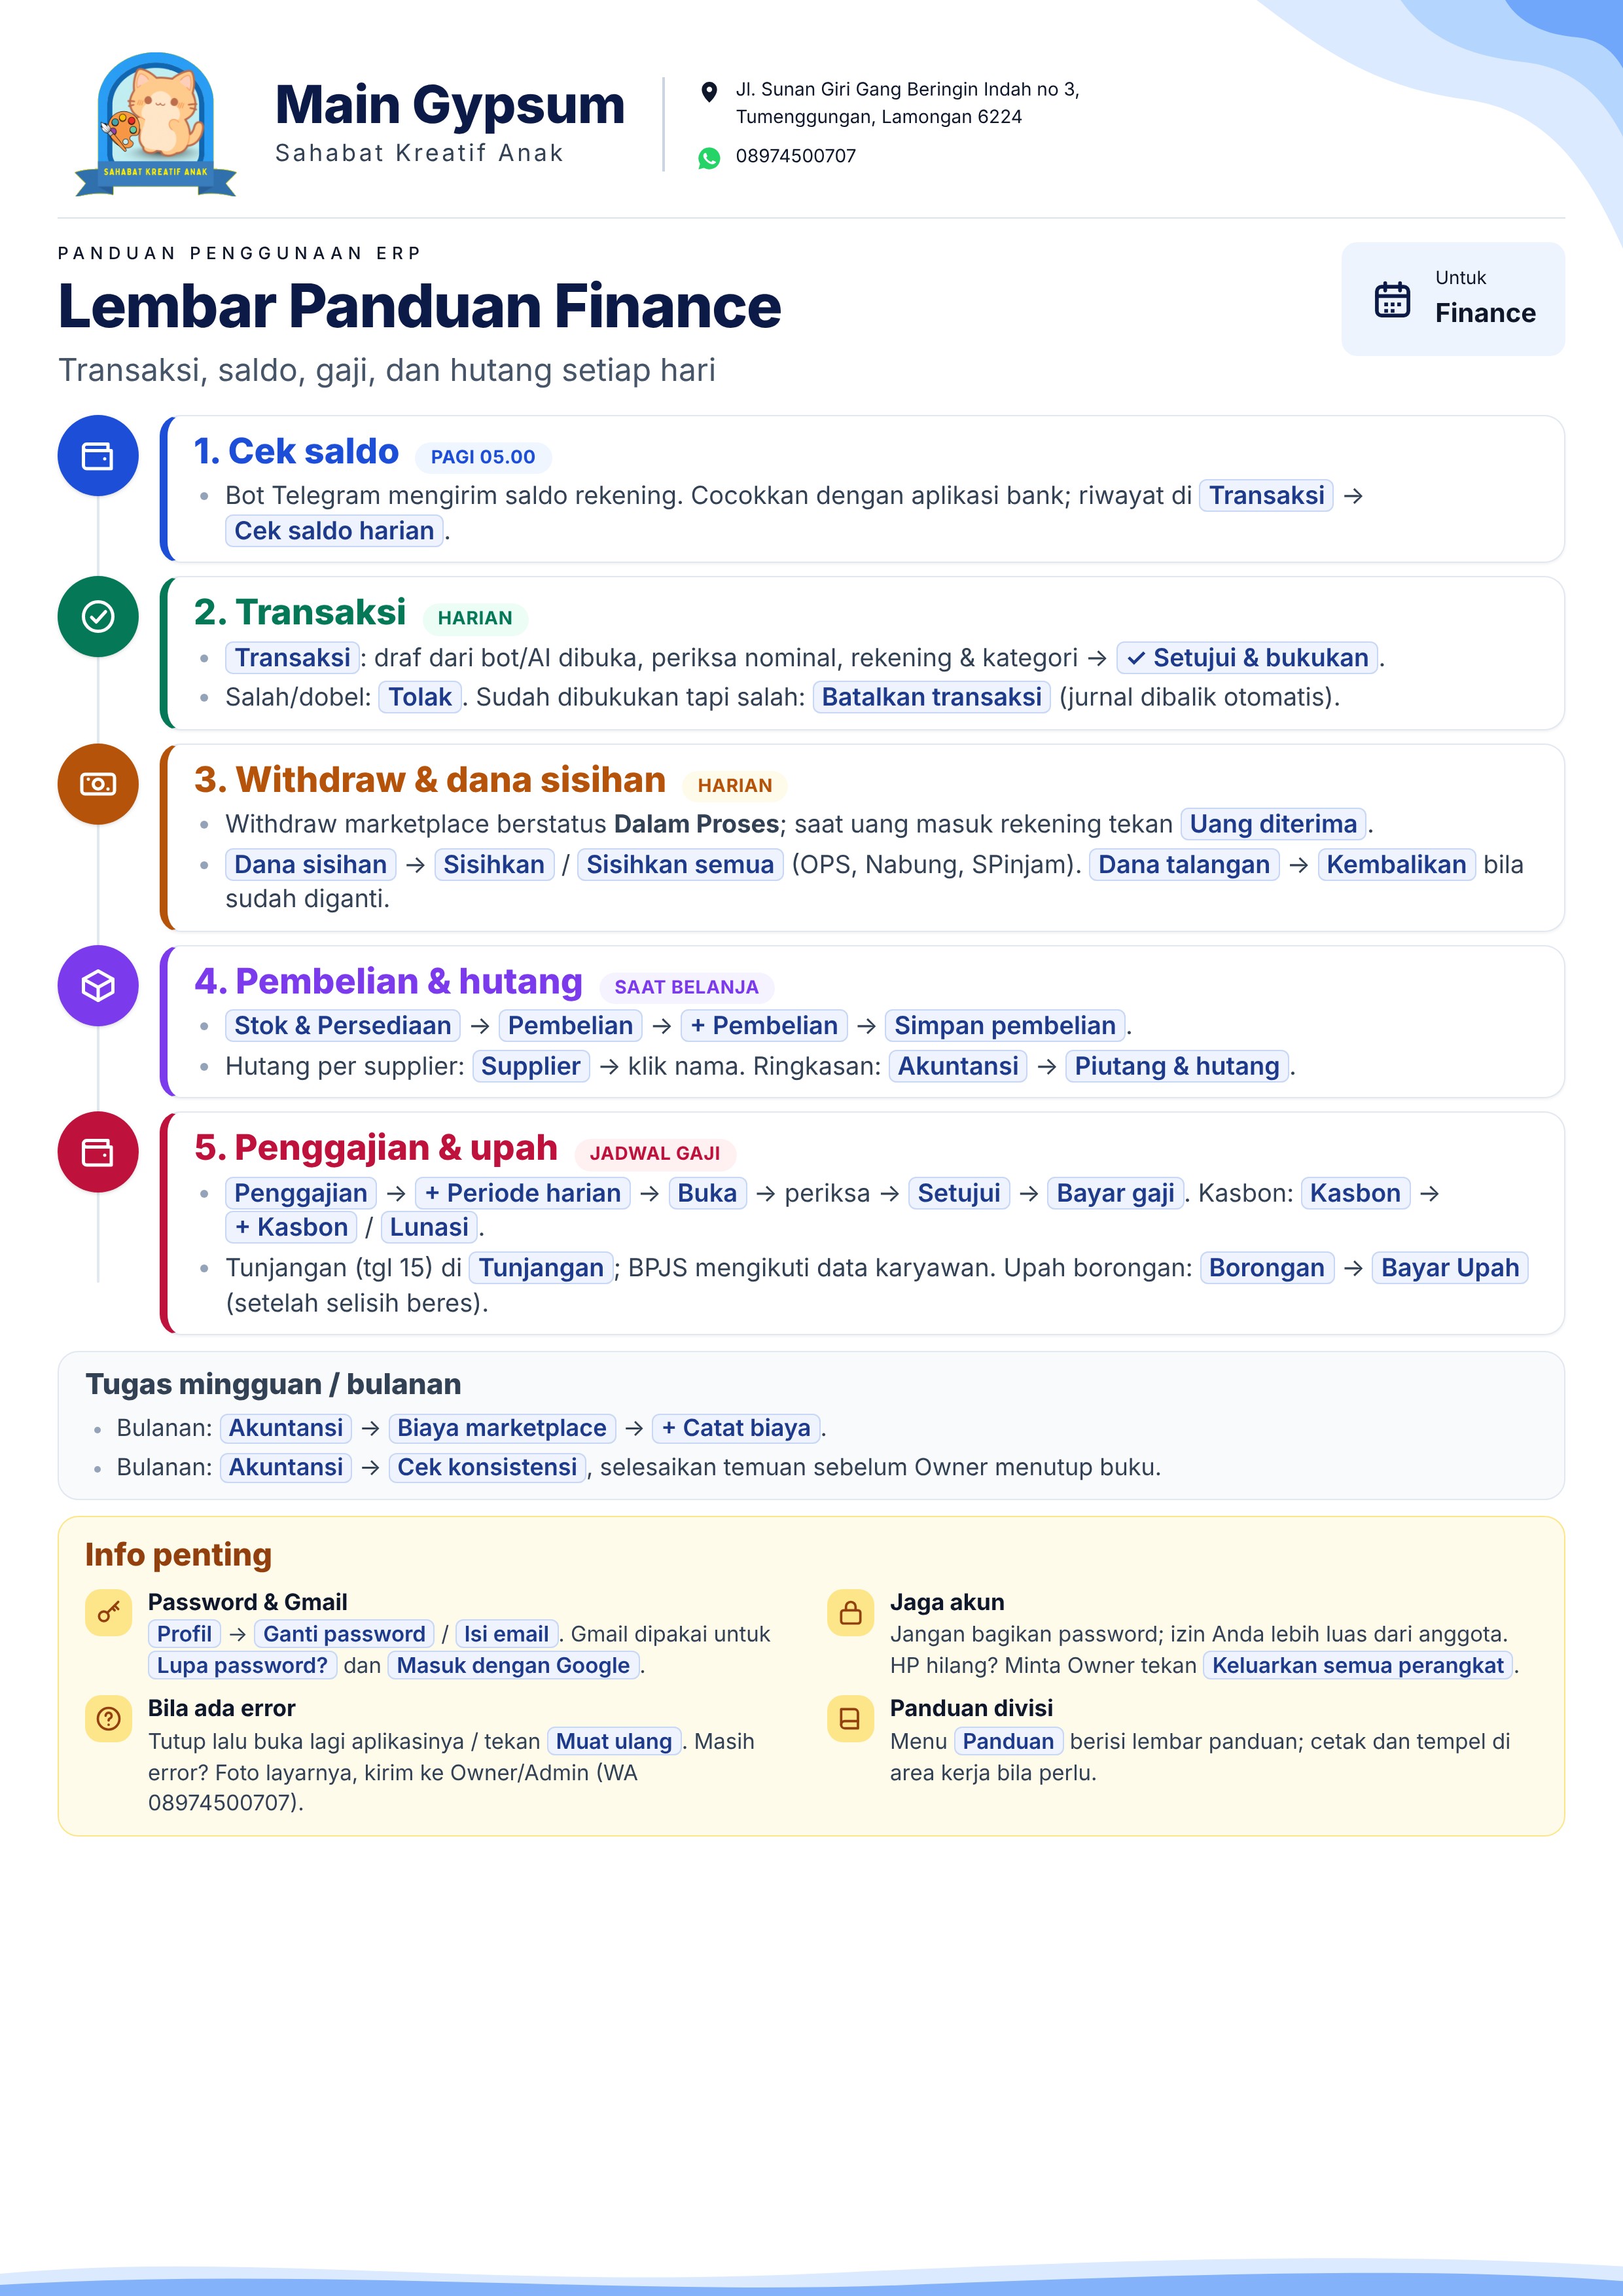 SAHABAT KREATIF ANAK
Main Gypsum
Sahabat Kreatif Anak
Jl. Sunan Giri Gang Beringin Indah no 3,
Tumenggungan, Lamongan 6224
08974500707
PANDUAN PENGGUNAAN ERP
Lembar Panduan Finance
Transaksi, saldo, gaji, dan hutang setiap hari
Untuk
Finance
1. Cek saldo PAGI 05.00
• Bot Telegram mengirim saldo rekening. Cocokkan dengan aplikasi bank; riwayat di Transaksi →
Cek saldo harian.
2. Transaksi HARIAN
• Transaksi: draf dari bot/AI dibuka, periksa nominal, rekening & kategori → ✓ Setujui & bukukan.
• Salah/dobel: Tolak. Sudah dibukukan tapi salah: Batalkan transaksi (jurnal dibalik otomatis).
3. Withdraw & dana sisihan HARIAN
• Withdraw marketplace berstatus Dalam Proses; saat uang masuk rekening tekan Uang diterima.
• Dana sisihan → Sisihkan / Sisihkan semua (OPS, Nabung, SPinjam). Dana talangan → Kembalikan bila
sudah diganti.
4. Pembelian & hutang SAAT BELANJA
• Stok & Persediaan → Pembelian → + Pembelian → Simpan pembelian.
• Hutang per supplier: Supplier → klik nama. Ringkasan: Akuntansi → Piutang & hutang.
5. Penggajian & upah JADWAL GAJI
• Penggajian → + Periode harian → Buka → periksa → Setujui → Bayar gaji. Kasbon: Kasbon →
+ Kasbon / Lunasi.
• Tunjangan (tgl 15) di Tunjangan; BPJS mengikuti data karyawan. Upah borongan: Borongan → Bayar Upah
(setelah selisih beres).
Tugas mingguan / bulanan
• Bulanan: Akuntansi → Biaya marketplace → + Catat biaya.
• Bulanan: Akuntansi → Cek konsistensi, selesaikan temuan sebelum Owner menutup buku.
Info penting
Password & Gmail
Profil → Ganti password / Isi email. Gmail dipakai untuk
Lupa password? dan Masuk dengan Google.
Jaga akun
Jangan bagikan password; izin Anda lebih luas dari anggota.
HP hilang? Minta Owner tekan Keluarkan semua perangkat.
Bila ada error
Tutup lalu buka lagi aplikasinya / tekan Muat ulang. Masih
error? Foto layarnya, kirim ke Owner/Admin (WA
08974500707).
Panduan divisi
Menu Panduan berisi lembar panduan; cetak dan tempel di
area kerja bila perlu.